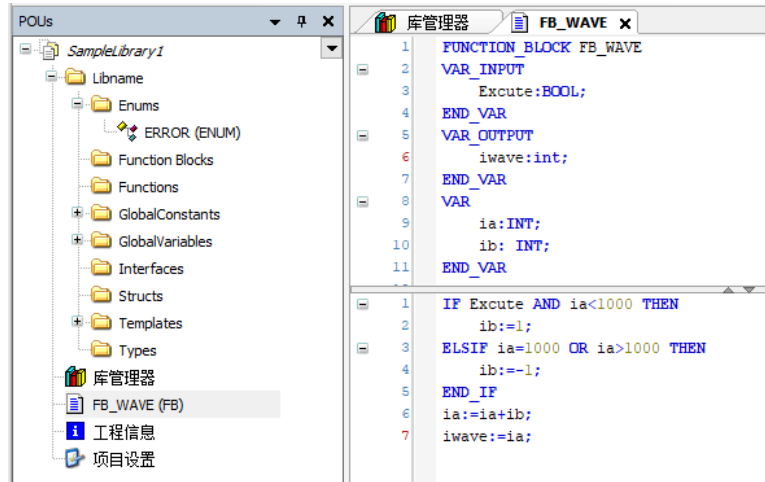 POUs
SampleLibrary1
Libname
Enums
ERROR (ENUM)
Function Blocks
Functions
GlobalConstants
GlobalVariables
Interfaces
Structs
Templates
Types
库管理器
FB_WAVE (FB)
工程信息
项目设置
库管理器 FB_WAVE
1 FUNCTION_BLOCK FB_WAVE
2 VAR_INPUT
3 Excute:BOOL;
4 END_VAR
5 VAR_OUTPUT
6 iwave:int;
7 END_VAR
8 VAR
9 ia:INT;
10 ib: INT;
11 END_VAR
1 IF Excute AND ia<1000 THEN
2 ib:=1;
3 ELSIF ia=1000 OR ia>1000 THEN
4 ib:=-1;
5 END_IF
6 ia:=ia+ib;
7 iwave:=ia;